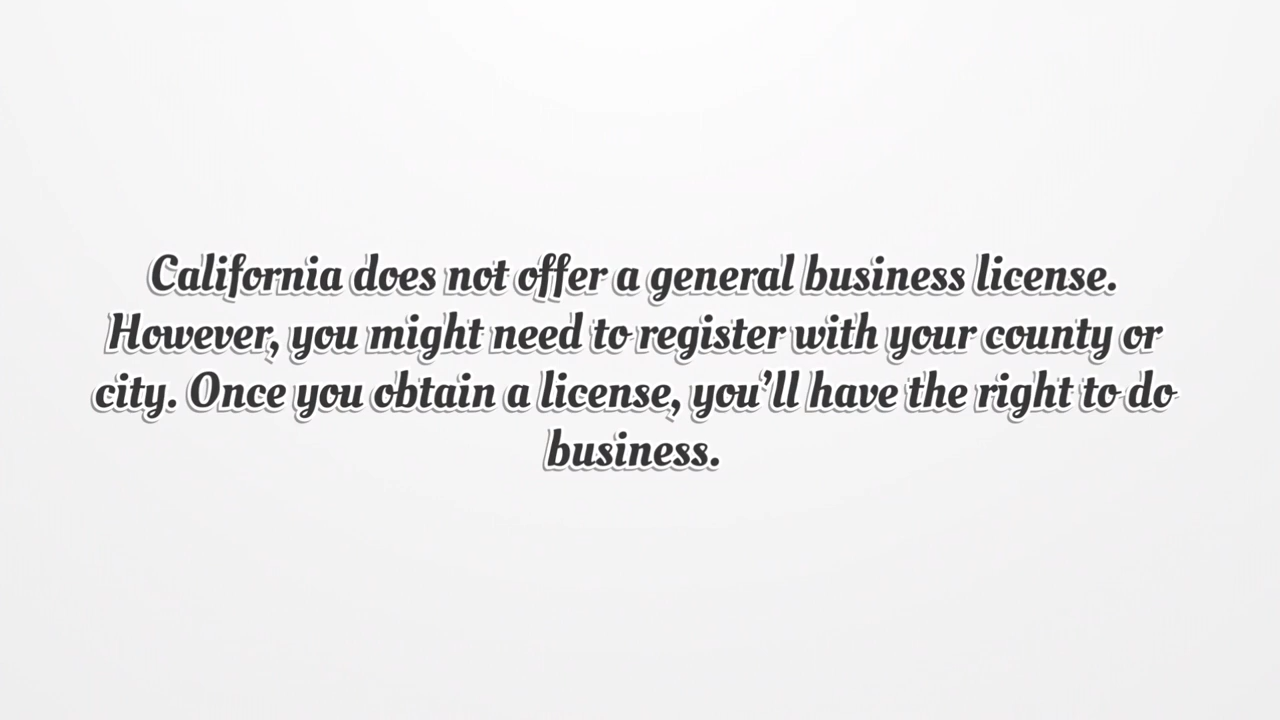 California does not offer a general business license.
However, you might need to register with your county or
city. Once you obtain a license, you’ll have the right to do
business.